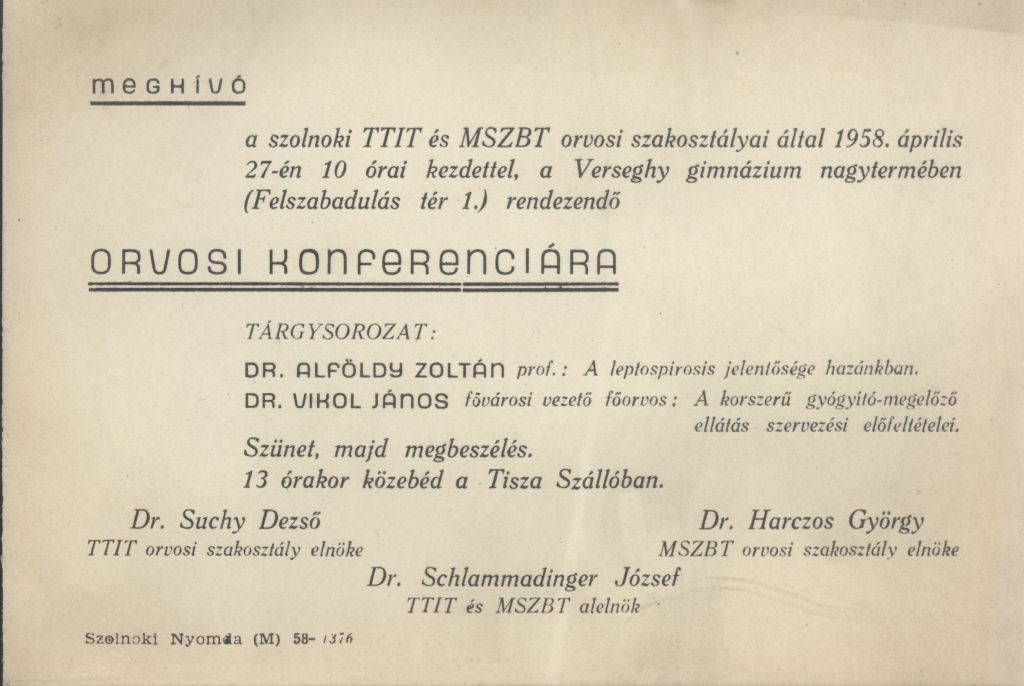 MEGHÍVÓ
a szolnoki TTIT és MSZBT orvosi szakosztályai által 1958. április
27-én 10 órai kezdettel, a Verseghy gimnázium nagytermében
(Felszabadulás tér 1.) rendezendő
ORVOSI KONFERENCIÁRA
TÁRGYSOROZAT:
DR. ALFÖLDY ZOLTÁN prof.: A leptospirosis jelentősége hazánkban.
DR. VIKOL JÁNOS fővárosi vezető főorvos: A korszerű gyógyító-megelőző
ellátás szervezési előfeltételei.
Szünet, majd megbeszélés.
13 órakor közebéd a Tisza Szállóban.
Dr. Suchy Dezső Dr. Harczos György
TTIT orvosi szakosztály elnöke MSZBT orvosi szakosztály elnöke
Dr. Schlammadinger József
TTIT és MSZBT alelnök
Szolnoki Nyomda (M) 58-1376